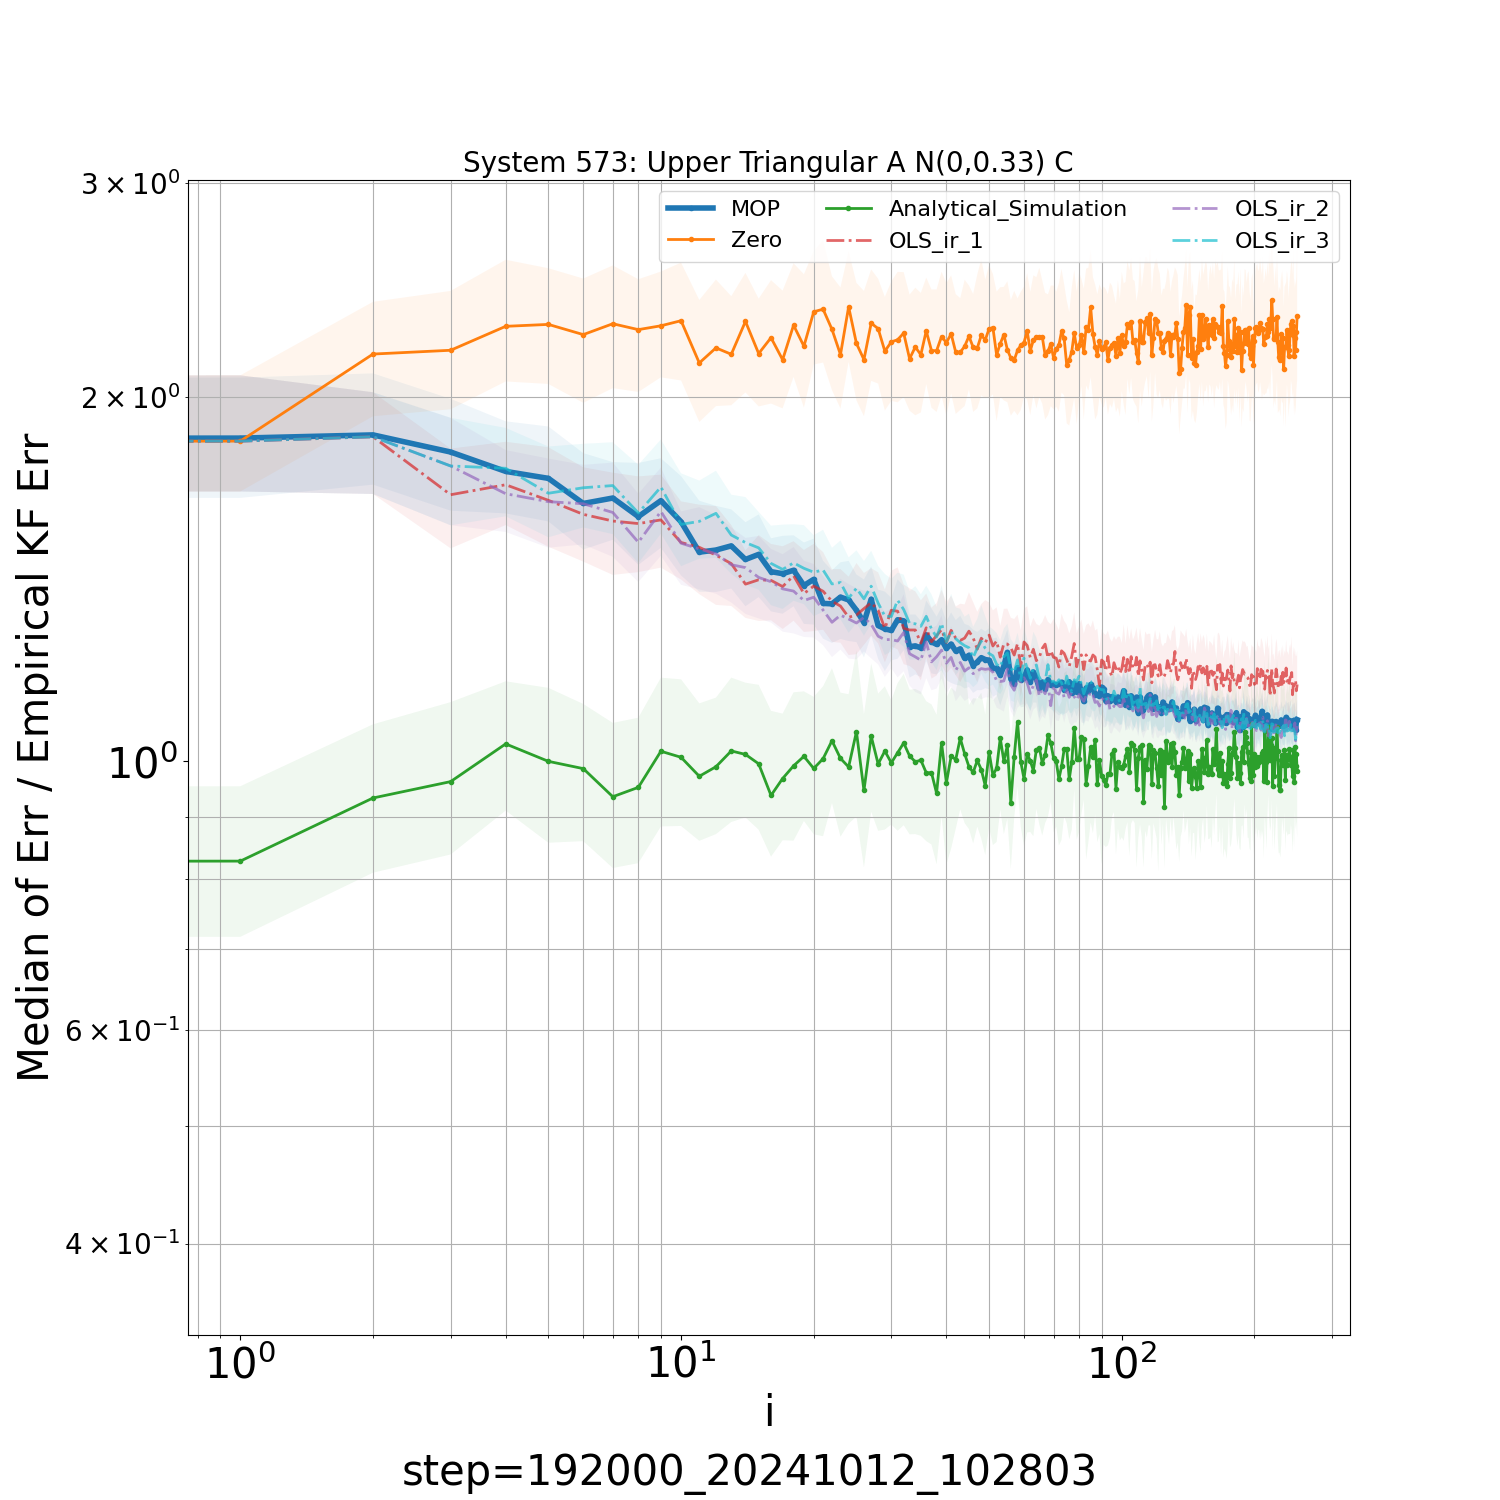 System 573: Upper Triangular A N(0,0.33) C
MOP
Zero
Analytical_Simulation
OLS_ir_1
OLS_ir_2
OLS_ir_3
Median of Err / Empirical KF Err
3 × 10⁰
2 × 10⁰
10⁰
6 × 10⁻¹
4 × 10⁻¹
10⁰ 10¹ 10²
i
step=192000_20241012_102803